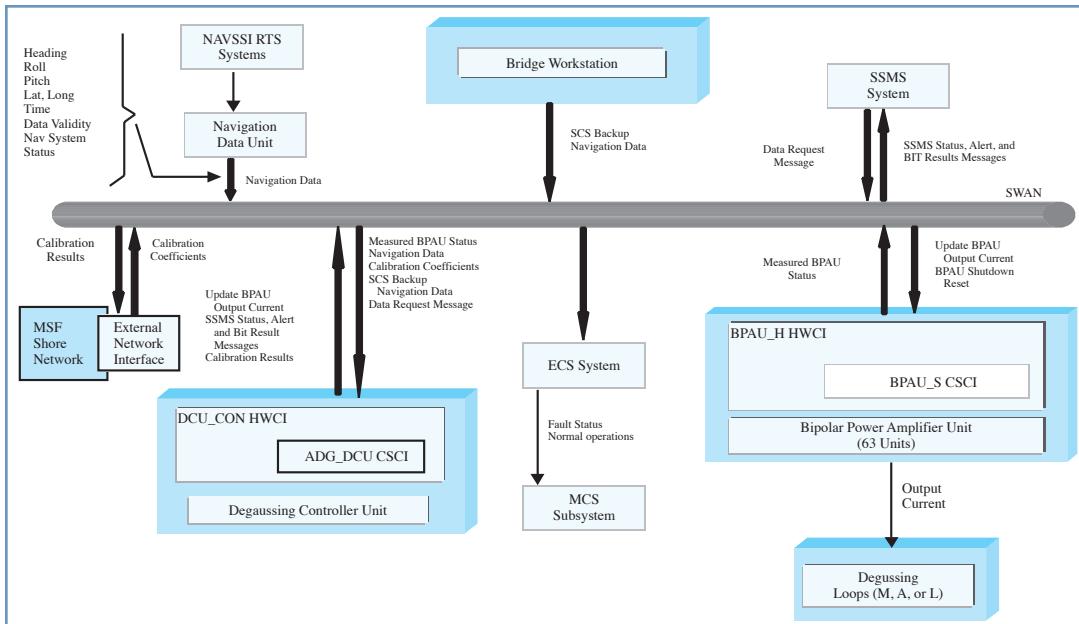 Heading
Roll
Pitch
Lat, Long
Time
Data Validity
Nav System
Status
NAVSSI RTS
Systems
Navigation
Data Unit
Navigation Data
Bridge Workstation
SCS Backup
Navigation Data
SSMS
System
Data Request
Message
SSMS Status, Alert, and
BIT Results Messages
SWAN
Calibration
Results
Calibration
Coefficients
MSF
Shore
Network
External
Network
Interface
Update BPAU
Output Current
SSMS Status, Alert
and Bit Result
Messages
Calibration Results
Measured BPAU Status
Navigation Data
Calibration Coefficients
SCS Backup
Navigation Data
Data Request Message
DCU_CON HWCI
ADG_DCU CSCI
Degaussing Controller Unit
ECS System
Fault Status
Normal operations
MCS
Subsystem
Measured BPAU
Status
Update BPAU
Output Current
BPAU Shutdown
Reset
BPAU_H HWCI
BPAU_S CSCI
Bipolar Power Amplifier Unit
(63 Units)
Output
Current
Degussing
Loops (M, A, or L)